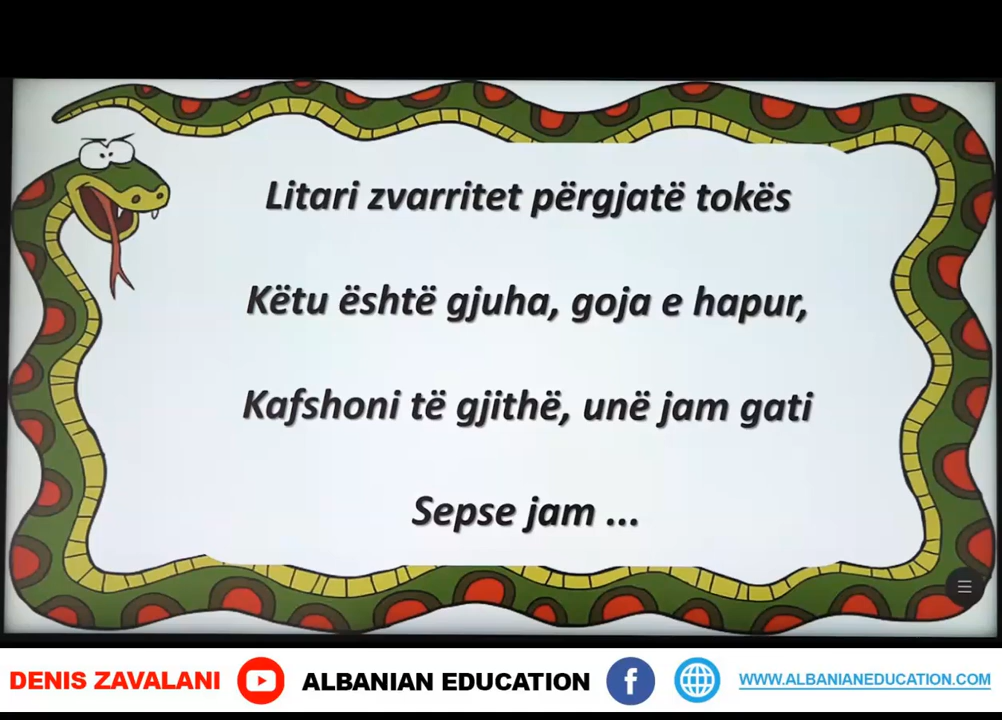 Litari zvarritet përgjatë tokës
Këtu është gjuha, goja e hapur,
Kafshoni të gjithë, unë jam gati
Sepse jam ...
DENIS ZAVALANI
ALBANIAN EDUCATION
f
WWW.ALBANIANEDUCATION.COM